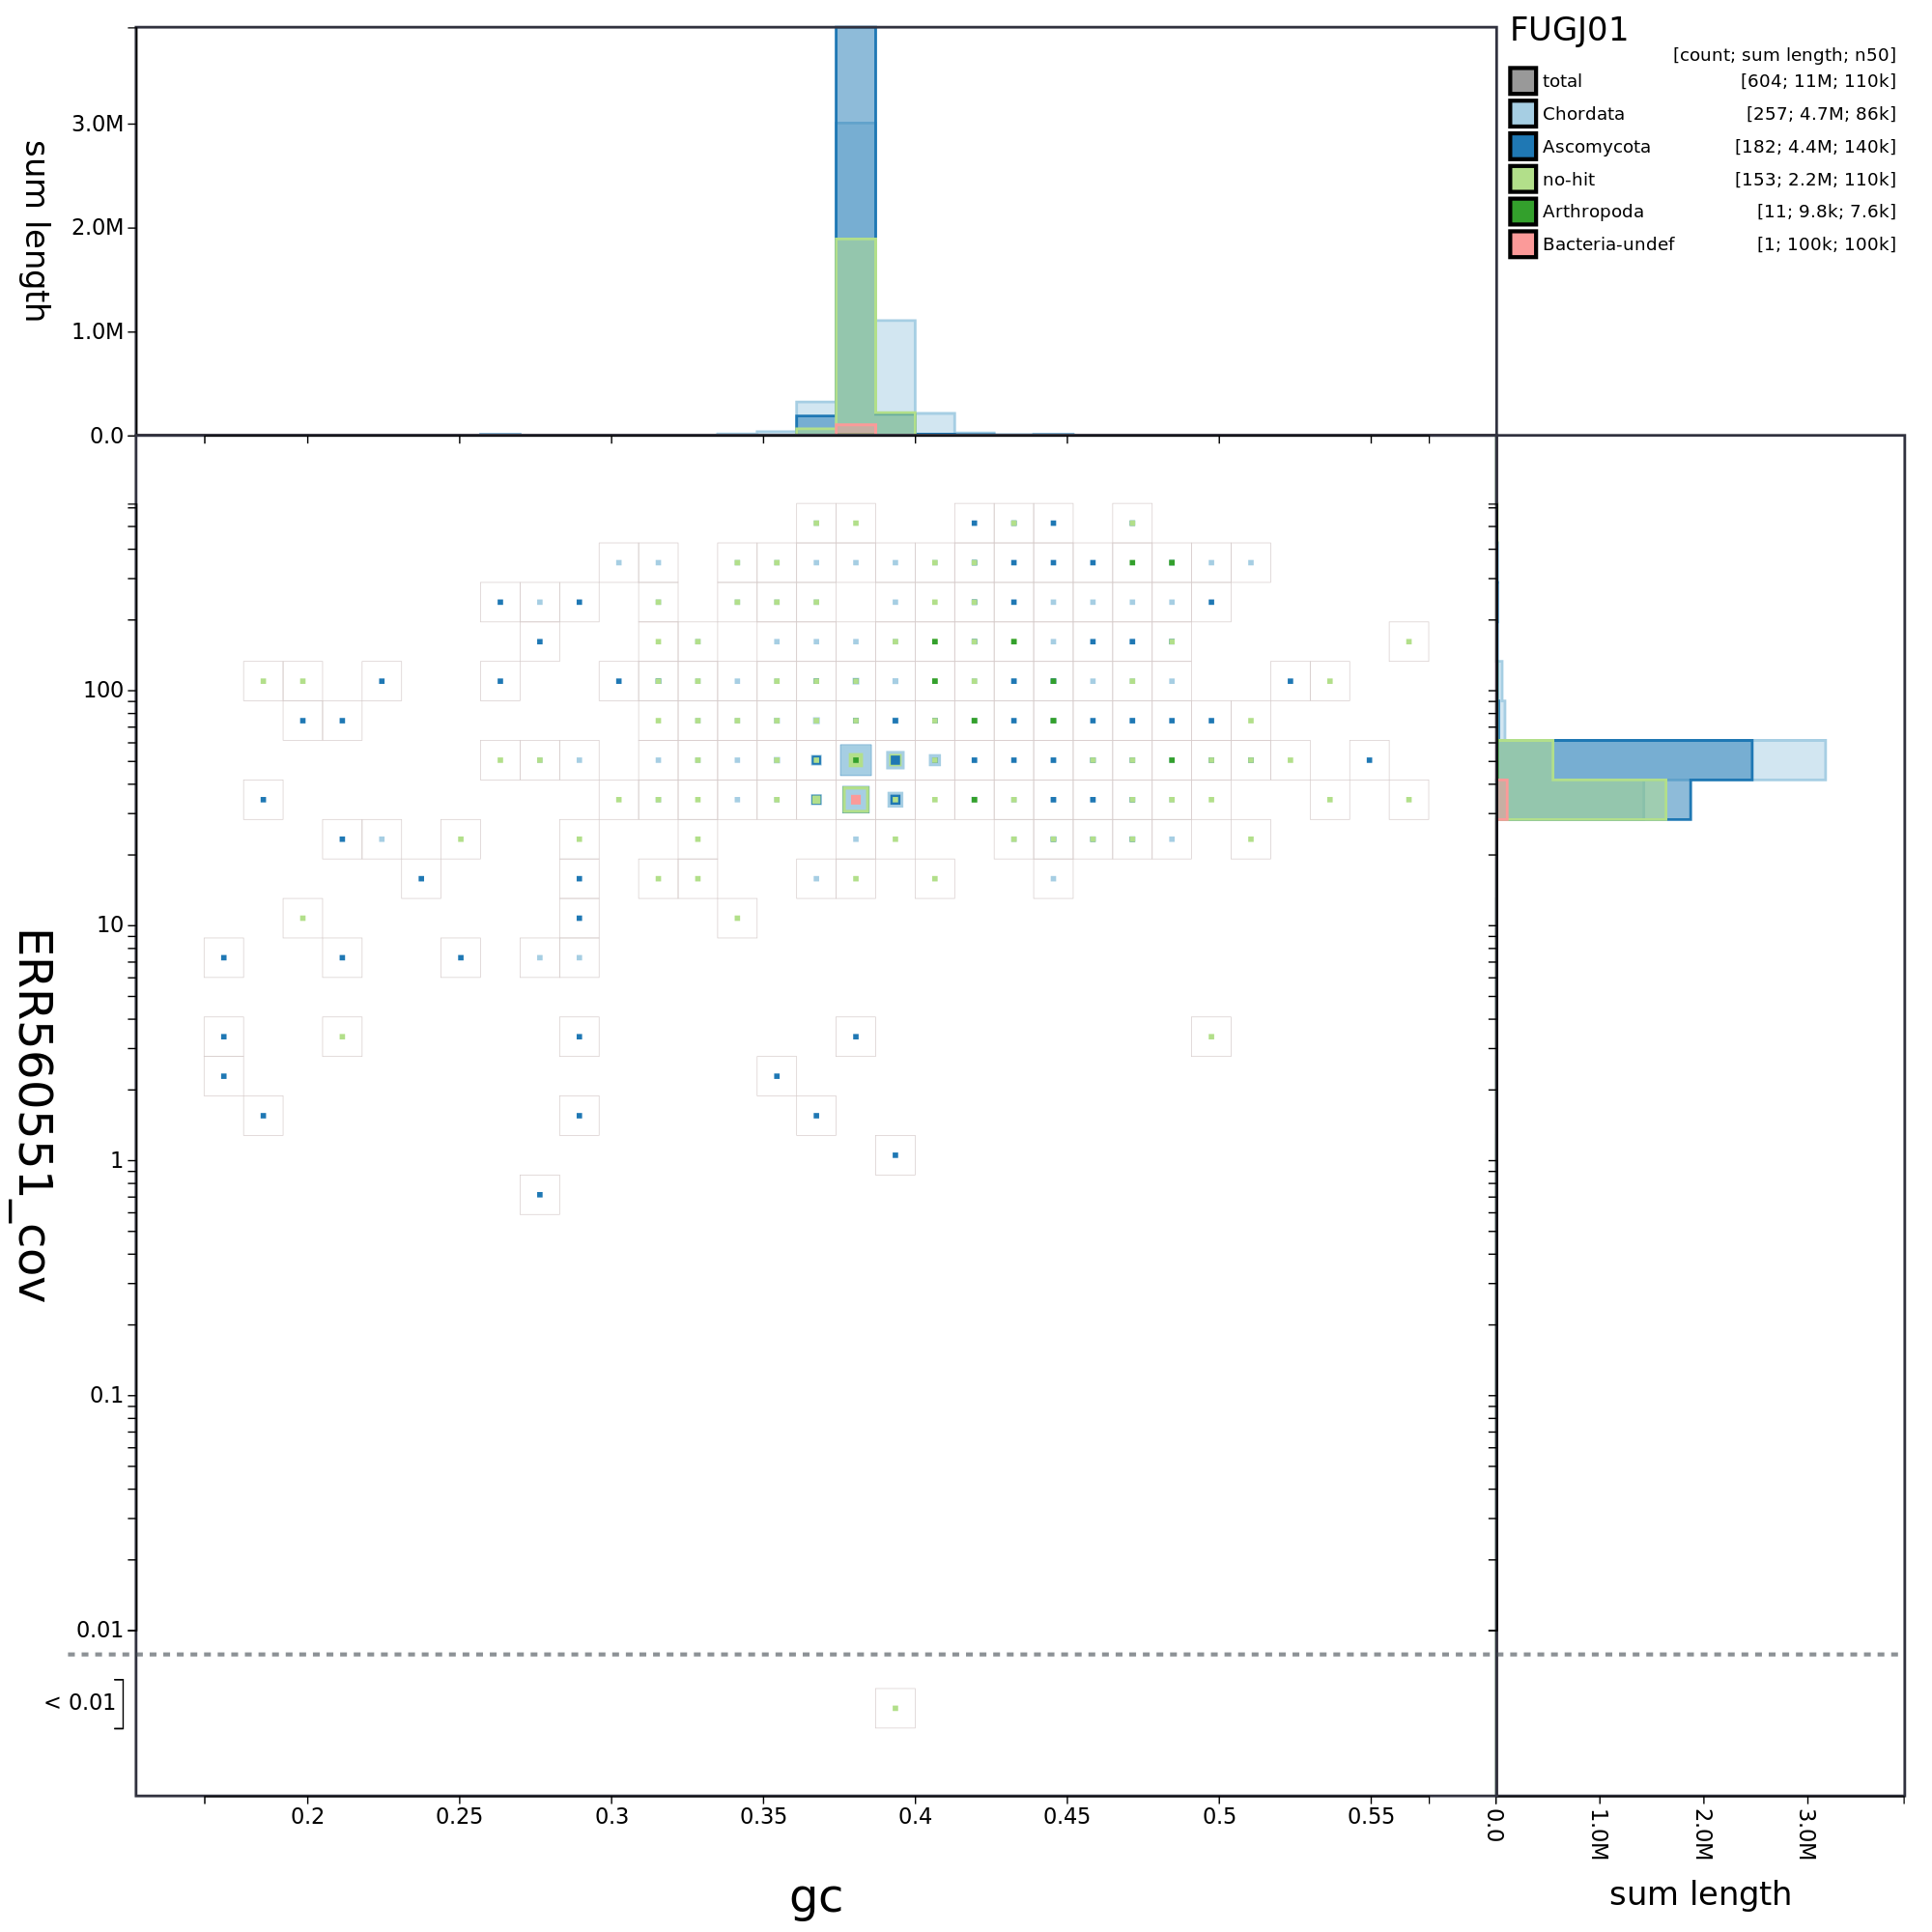 FUGJ01
[count; sum length; n50]
total [604; 11M; 110k]
Chordata [257; 4.7M; 86k]
Ascomycota [182; 4.4M; 140k]
no-hit [153; 2.2M; 110k]
Arthropoda [11; 9.8k; 7.6k]
Bacteria-undef [1; 100k; 100k]
sum length
3.0M
2.0M
1.0M
0.0
ERR560551_cov
100
10
1
0.1
0.01
< 0.01
0.2 0.25 0.3 0.35 0.4 0.45 0.5 0.55
gc
0.0 1.0M 2.0M 3.0M
sum length